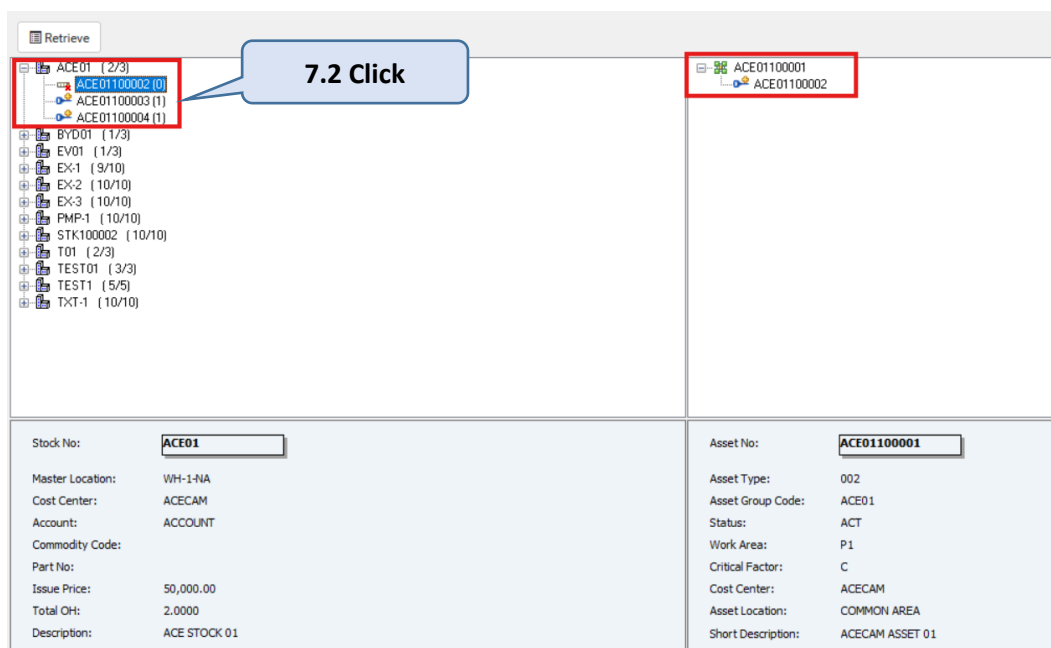 Retrieve
ACE01 (2/3)
ACE01100002 (0)
ACE01100003 (1)
ACE01100004 (1)
BYD01 (1/3)
EV01 (1/3)
EX-1 (9/10)
EX-2 (10/10)
EX-3 (10/10)
PMP-1 (10/10)
STK100002 (10/10)
T01 (2/3)
TEST01 (3/3)
TEST1 (5/5)
TXT-1 (10/10)
7.2 Click
ACE01100001
ACE01100002
Stock No: ACE01
Master Location: WH-1-NA
Cost Center: ACECAM
Account: ACCOUNT
Commodity Code:
Part No:
Issue Price: 50,000.00
Total OH: 2.0000
Description: ACE STOCK 01
Asset No: ACE01100001
Asset Type: 002
Asset Group Code: ACE01
Status: ACT
Work Area: P1
Critical Factor: C
Cost Center: ACECAM
Asset Location: COMMON AREA
Short Description: ACECAM ASSET 01